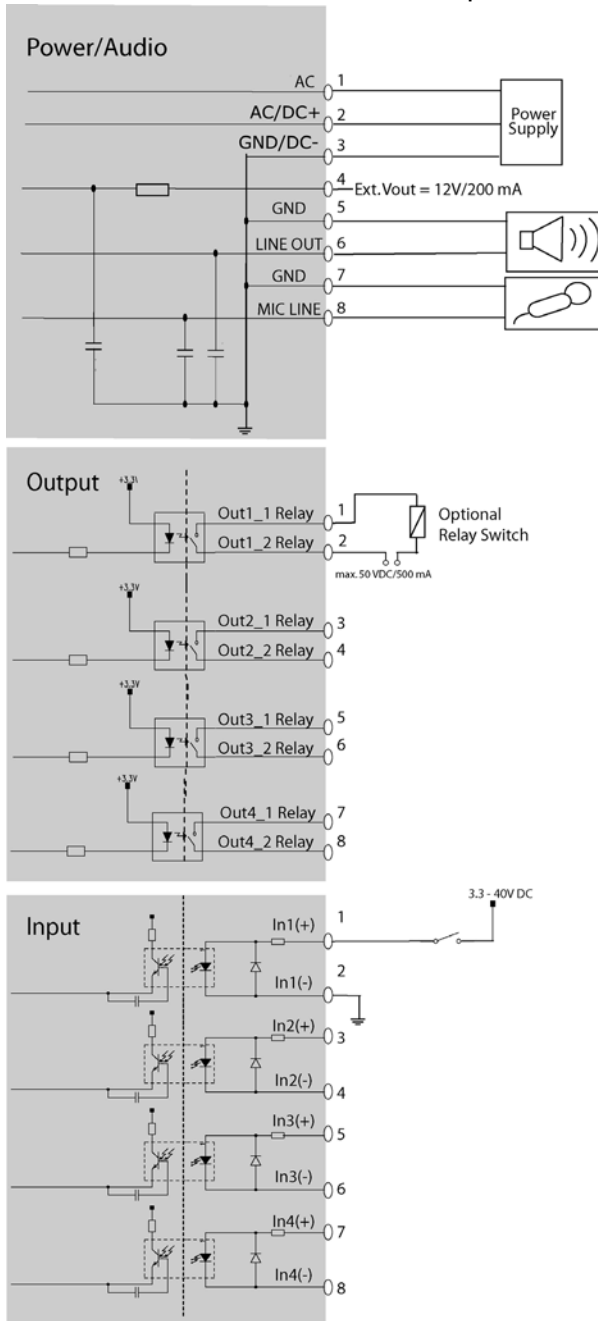 Power/Audio
AC 1
AC/DC+ 2
GND/DC- 3
Power
Supply
4 Ext.Vout = 12V/200 mA
GND 5
LINE OUT 6
GND 7
MIC LINE 8
Output
Out1_1 Relay 1
Out1_2 Relay 2
Optional
Relay Switch
max. 50 VDC/500 mA
+3,3V
Out2_1 Relay 3
Out2_2 Relay 4
+3,3V
Out3_1 Relay 5
Out3_2 Relay 6
+3,3V
Out4_1 Relay 7
Out4_2 Relay 8
Input
3.3 - 40V DC
In1(+) 1
In1(-) 2
In2(+) 3
In2(-) 4
In3(+) 5
In3(-) 6
In4(+) 7
In4(-) 8